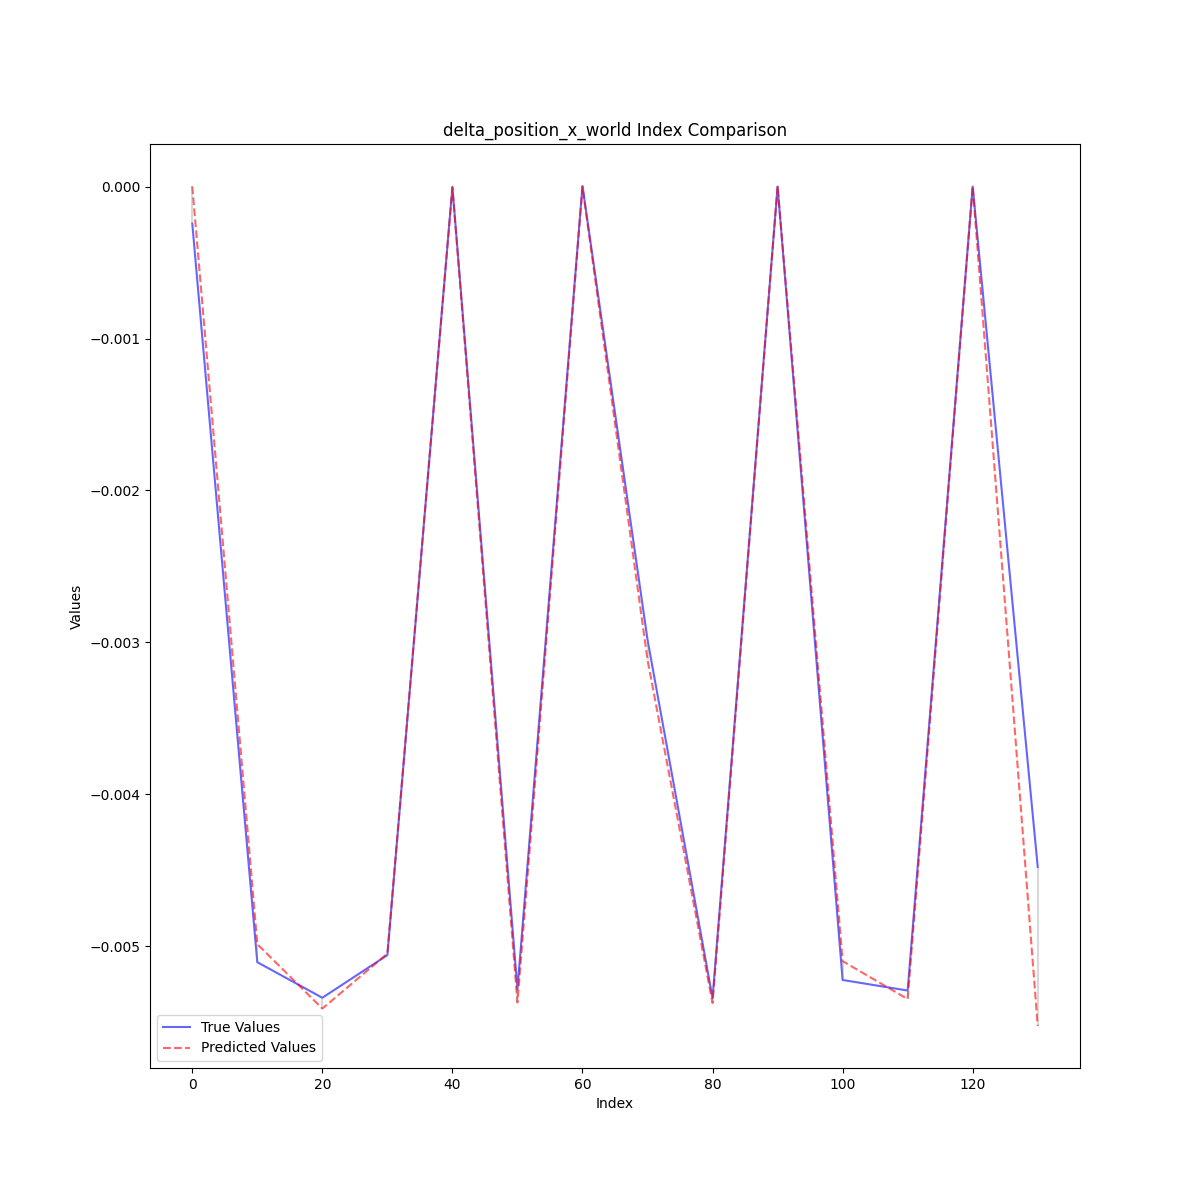 delta_position_x_world Index Comparison
0.000
−0.001
−0.002
−0.003
−0.004
−0.005
Values
True Values
Predicted Values
0 20 40 60 80 100 120
Index